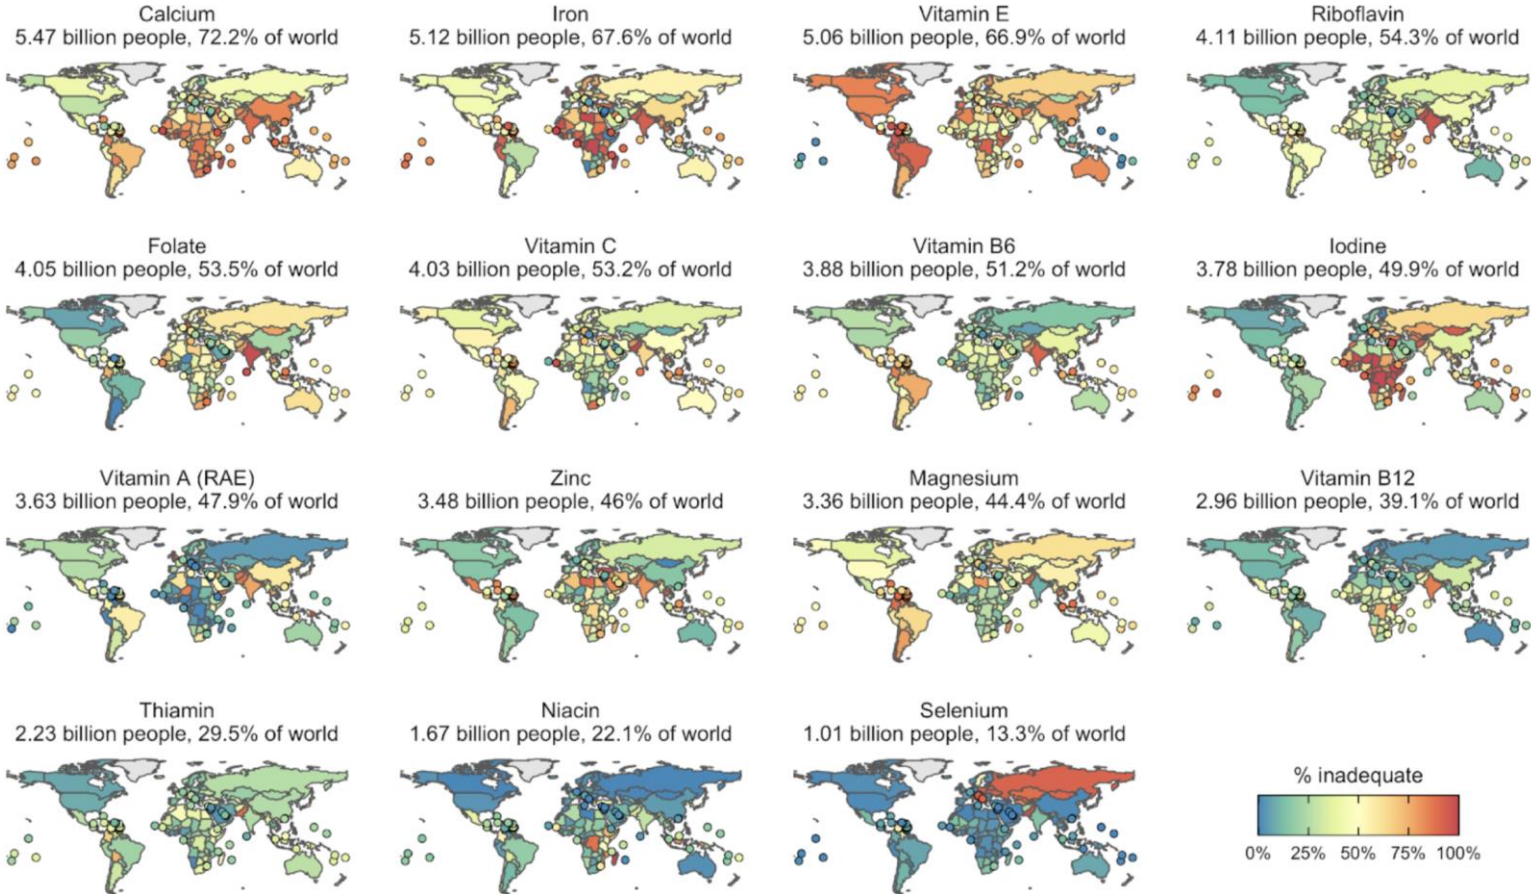 Calcium
5.47 billion people, 72.2% of world
Iron
5.12 billion people, 67.6% of world
Vitamin E
5.06 billion people, 66.9% of world
Riboflavin
4.11 billion people, 54.3% of world
Folate
4.05 billion people, 53.5% of world
Vitamin C
4.03 billion people, 53.2% of world
Vitamin B6
3.88 billion people, 51.2% of world
Iodine
3.78 billion people, 49.9% of world
Vitamin A (RAE)
3.63 billion people, 47.9% of world
Zinc
3.48 billion people, 46% of world
Magnesium
3.36 billion people, 44.4% of world
Vitamin B12
2.96 billion people, 39.1% of world
Thiamin
2.23 billion people, 29.5% of world
Niacin
1.67 billion people, 22.1% of world
Selenium
1.01 billion people, 13.3% of world
% inadequate
0% 25% 50% 75% 100%